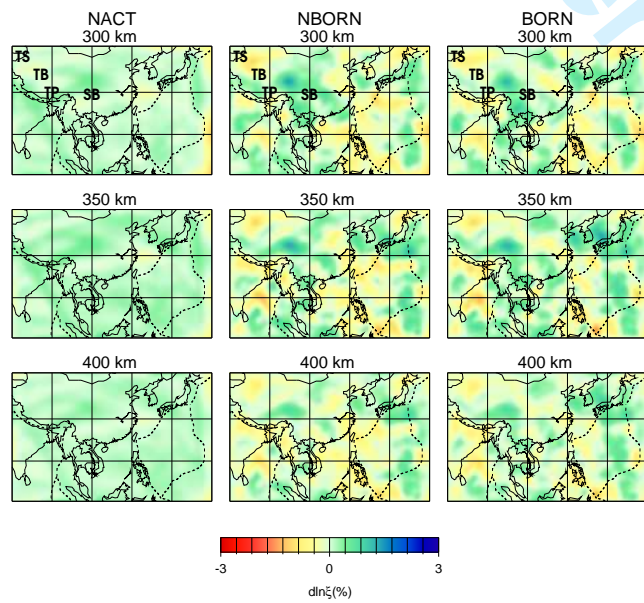 NACT NBORN BORN
300 km 300 km 300 km
TS TS TS
TB TB TB
TP SB TP SB TP SB
350 km 350 km 350 km
400 km 400 km 400 km
-3 0 3
dlnξ(%)